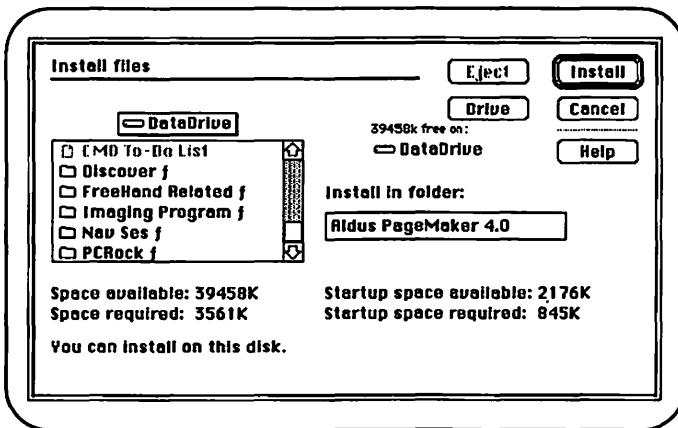 Install files
Eject
Install
Drive
Cancel
DataDrive
39458k free on:
DataDrive
Help
CMD To-Do List
Discover ƒ
FreeHand Related ƒ
Imaging Program ƒ
Nav Ses ƒ
PCRock ƒ
Install in folder:
Aldus PageMaker 4.0
Space available: 39458K
Startup space available: 2176K
Space required: 3561K
Startup space required: 845K
You can install on this disk.